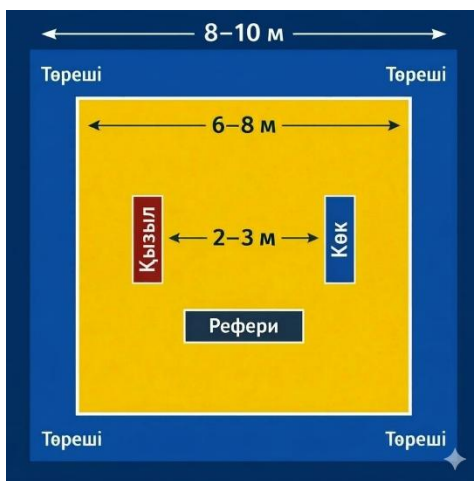 8–10 м
Төреші Төреші
6–8 м
Қызыл 2–3 м Көк
Рефери
Төреші Төреші